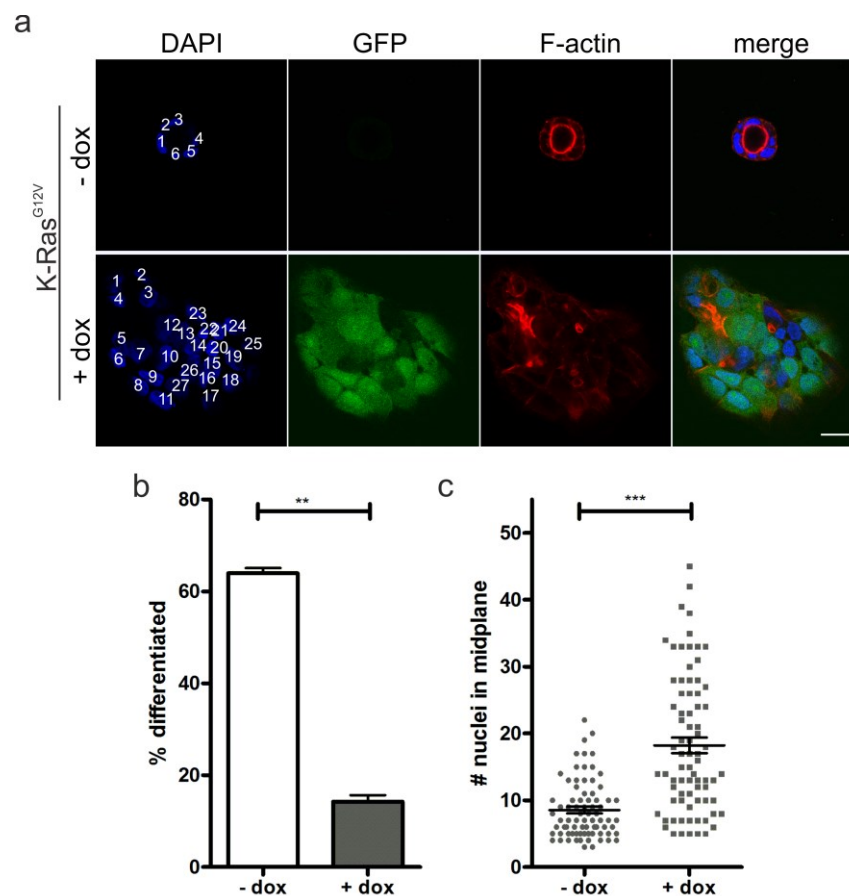 a
DAPI GFP F-actin merge
K-Ras^G12V
- dox
2 3
1 4
6 5
+ dox
1 2
4 3
23
12 13 22 21 24
5 14 20 25
6 7 10 15 19
8 9 26 16 18
11 27 17
b
80
60
40
20
0
% differentiated
**
- dox + dox
c
50
40
30
20
10
0
# nuclei in midplane
***
- dox + dox